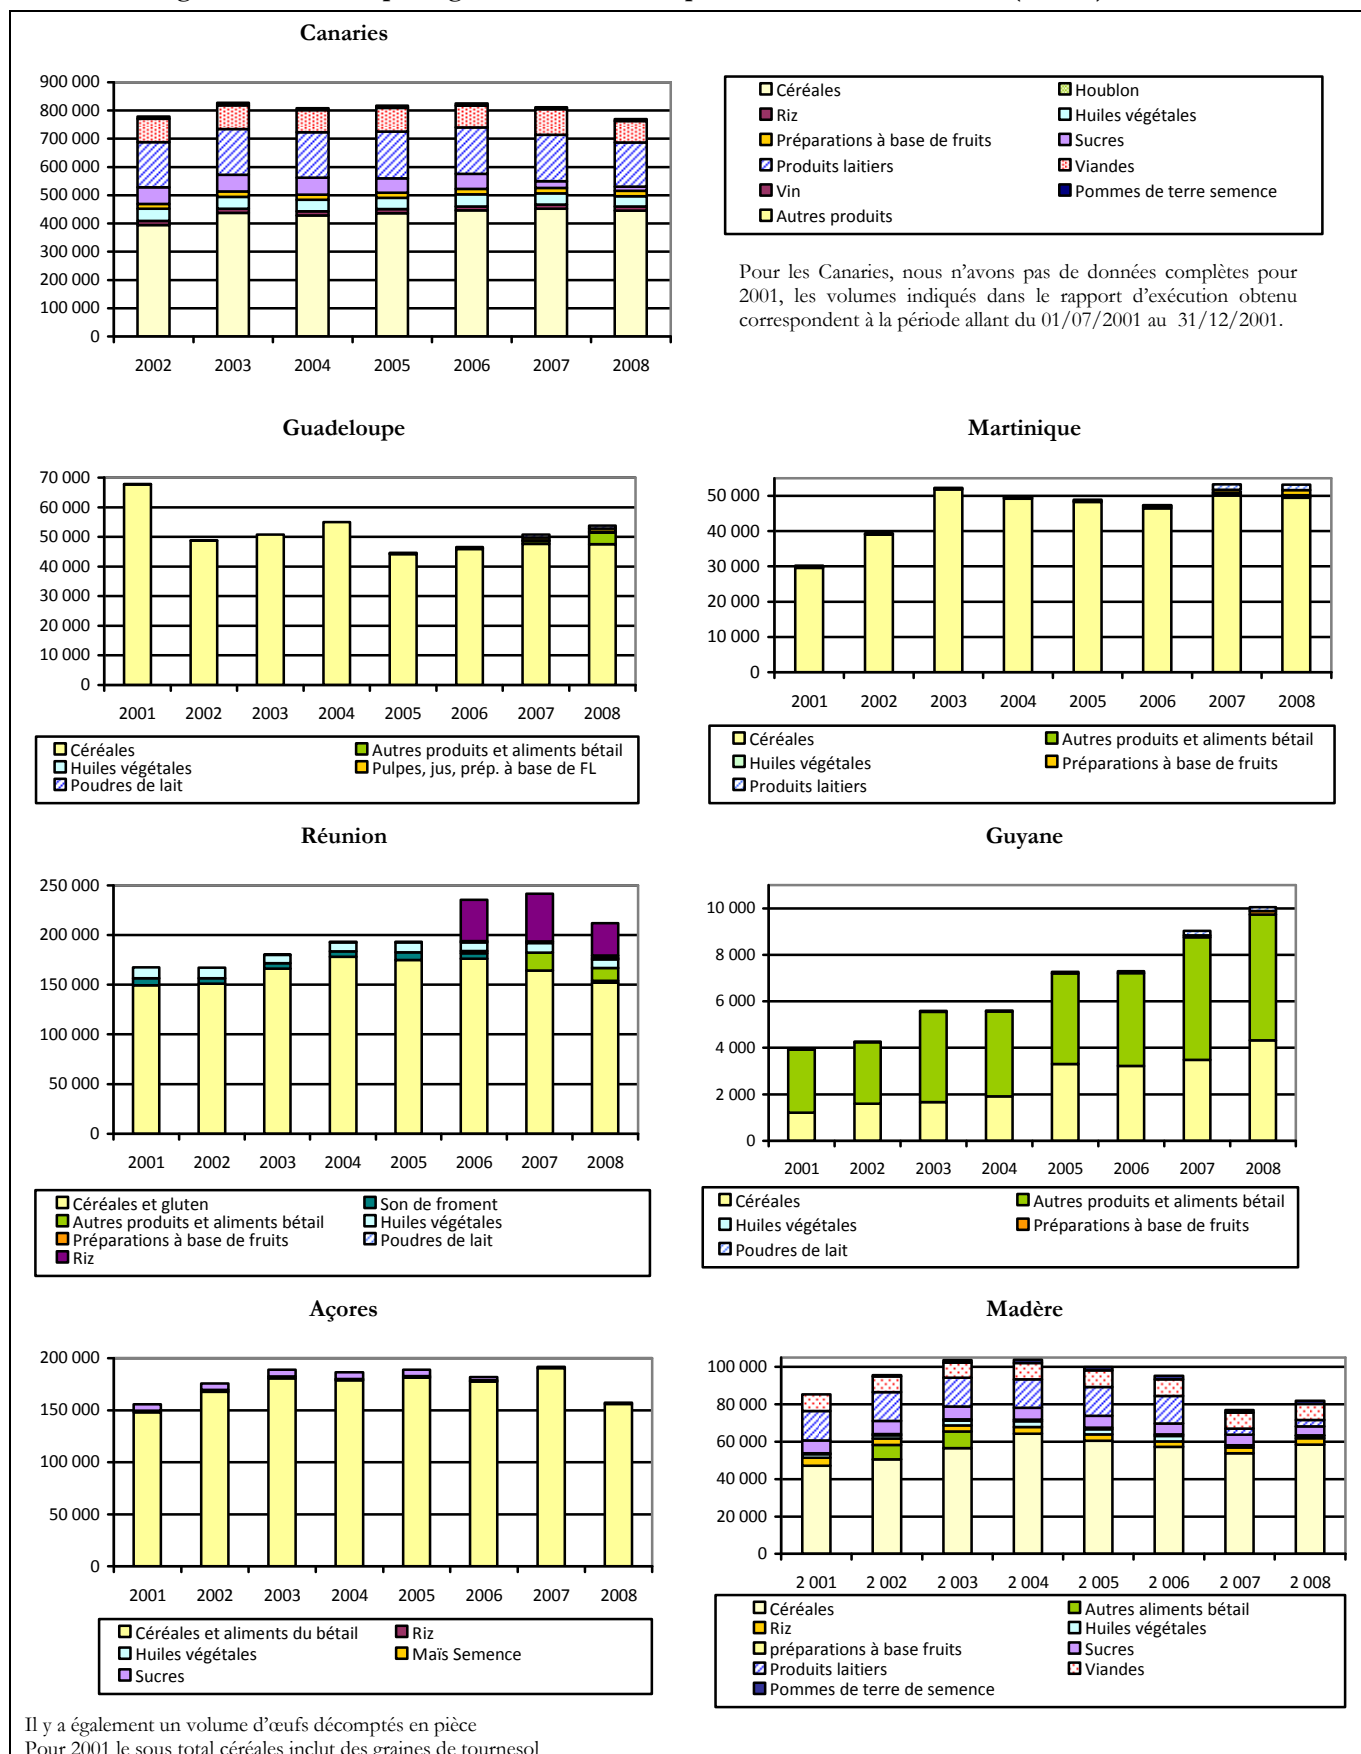 Canaries
900 000
800 000
700 000
600 000
500 000
400 000
300 000
200 000
100 000
0
2002 2003 2004 2005 2006 2007 2008
Céréales Houblon
Riz Huiles végétales
Préparations à base de fruits Sucres
Produits laitiers Viandes
Vin Pommes de terre semence
Autres produits
Pour les Canaries, nous n'avons pas de données complètes pour
2001, les volumes indiqués dans le rapport d'exécution obtenu
correspondent à la période allant du 01/07/2001 au 31/12/2001.
Guadeloupe
70 000
60 000
50 000
40 000
30 000
20 000
10 000
0
2001 2002 2003 2004 2005 2006 2007 2008
Céréales Autres produits et aliments bétail
Huiles végétales Pulpes, jus, prép. à base de FL
Poudres de lait
Martinique
50 000
40 000
30 000
20 000
10 000
0
2001 2002 2003 2004 2005 2006 2007 2008
Céréales Autres produits et aliments bétail
Huiles végétales Préparations à base de fruits
Produits laitiers
Réunion
250 000
200 000
150 000
100 000
50 000
0
2001 2002 2003 2004 2005 2006 2007 2008
Céréales et gluten Son de froment
Autres produits et aliments bétail Huiles végétales
Préparations à base de fruits Poudres de lait
Riz
Guyane
10 000
8 000
6 000
4 000
2 000
0
2001 2002 2003 2004 2005 2006 2007 2008
Céréales Autres produits et aliments bétail
Huiles végétales Préparations à base de fruits
Poudres de lait
Açores
200 000
150 000
100 000
50 000
0
2001 2002 2003 2004 2005 2006 2007 2008
Céréales et aliments du bétail Riz
Huiles végétales Maïs Semence
Sucres
Madère
100 000
80 000
60 000
40 000
20 000
0
2 001 2 002 2 003 2 004 2 005 2 006 2 007 2 008
Céréales Autres aliments bétail
Riz Huiles végétales
préparations à base fruits Sucres
Produits laitiers Viandes
Pommes de terre de semence
Il y a également un volume d'œufs décomptés en pièce
Pour 2001 le sous total céréales inclut des graines de tournesol